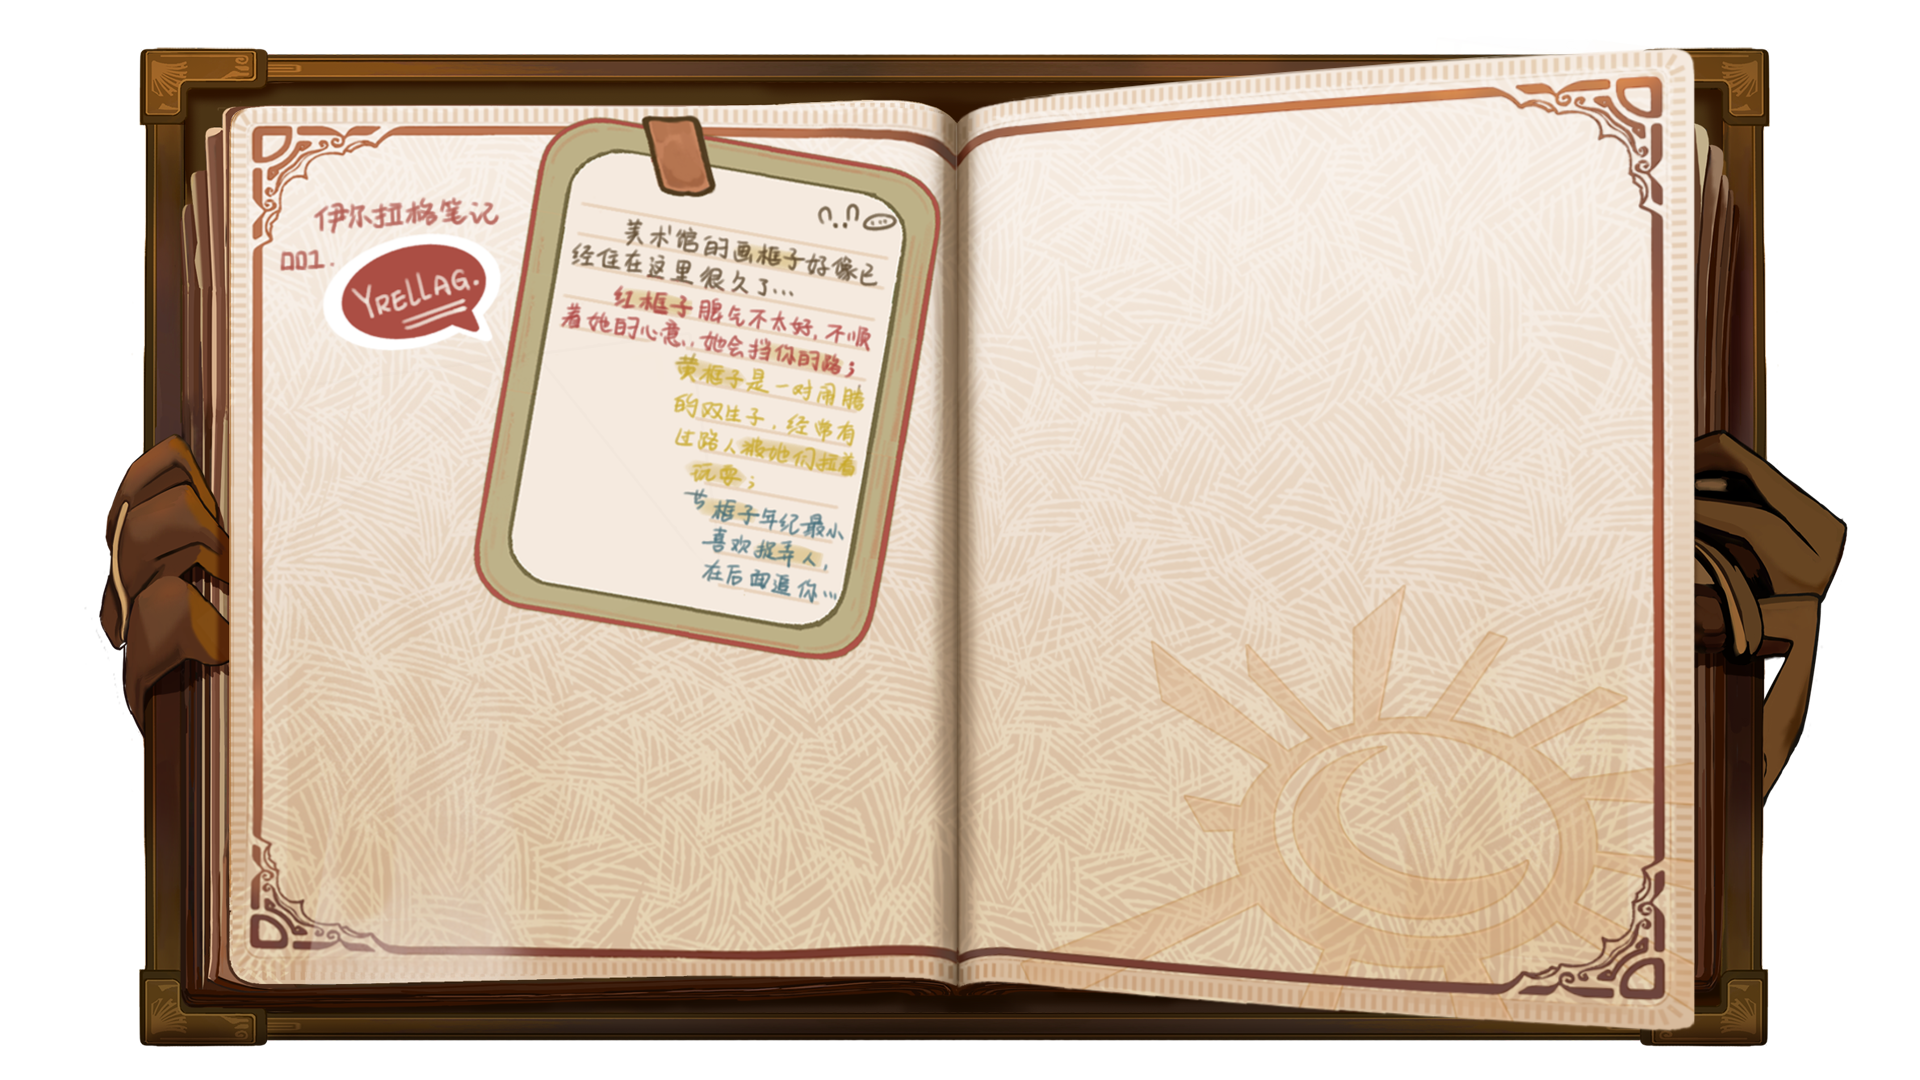 伊尔拉格笔记
001.
YRELLAG.
美术馆的画框子好像已
经住在这里很久了...
红框子脾气不太好,不顺
着她的心意,她会挡你的路;
黄框子是一对闹腾
的双生子,经常有
过路人被她们拉着
玩耍;
框子年纪最小
喜欢捉弄人,
在后面追你...